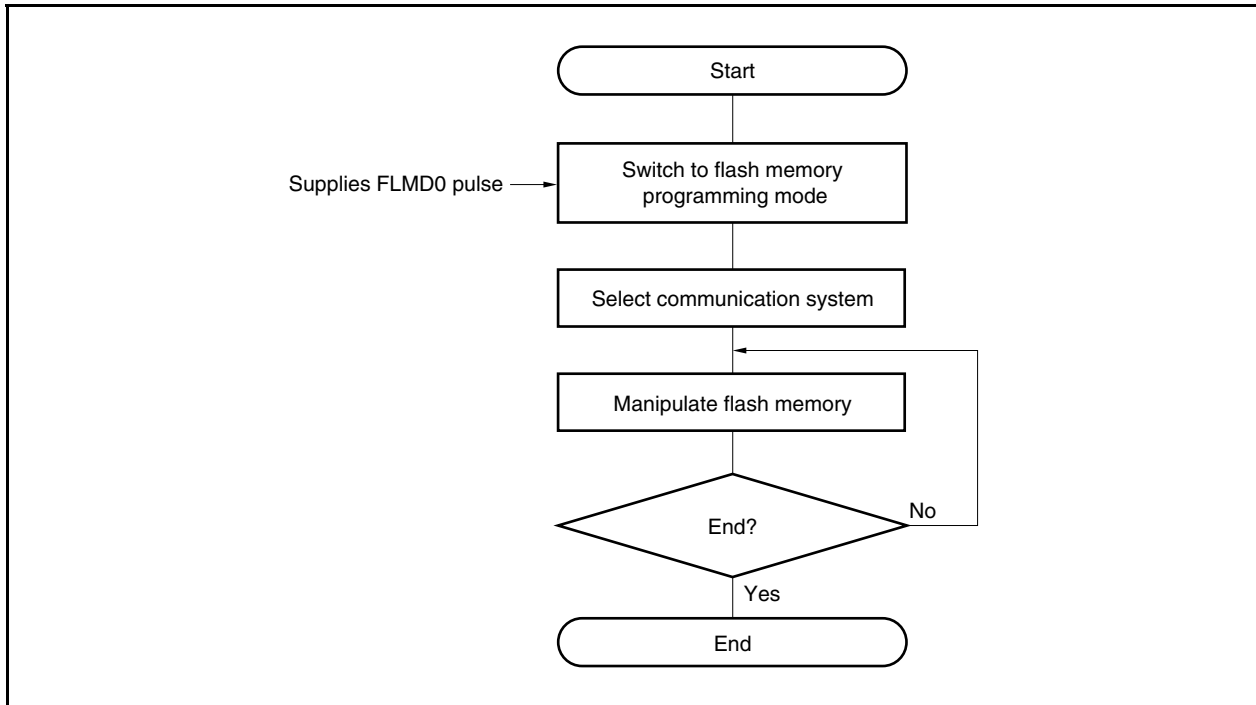 Start
Supplies FLMD0 pulse
Switch to flash memory
programming mode
Select communication system
Manipulate flash memory
End?
No
Yes
End